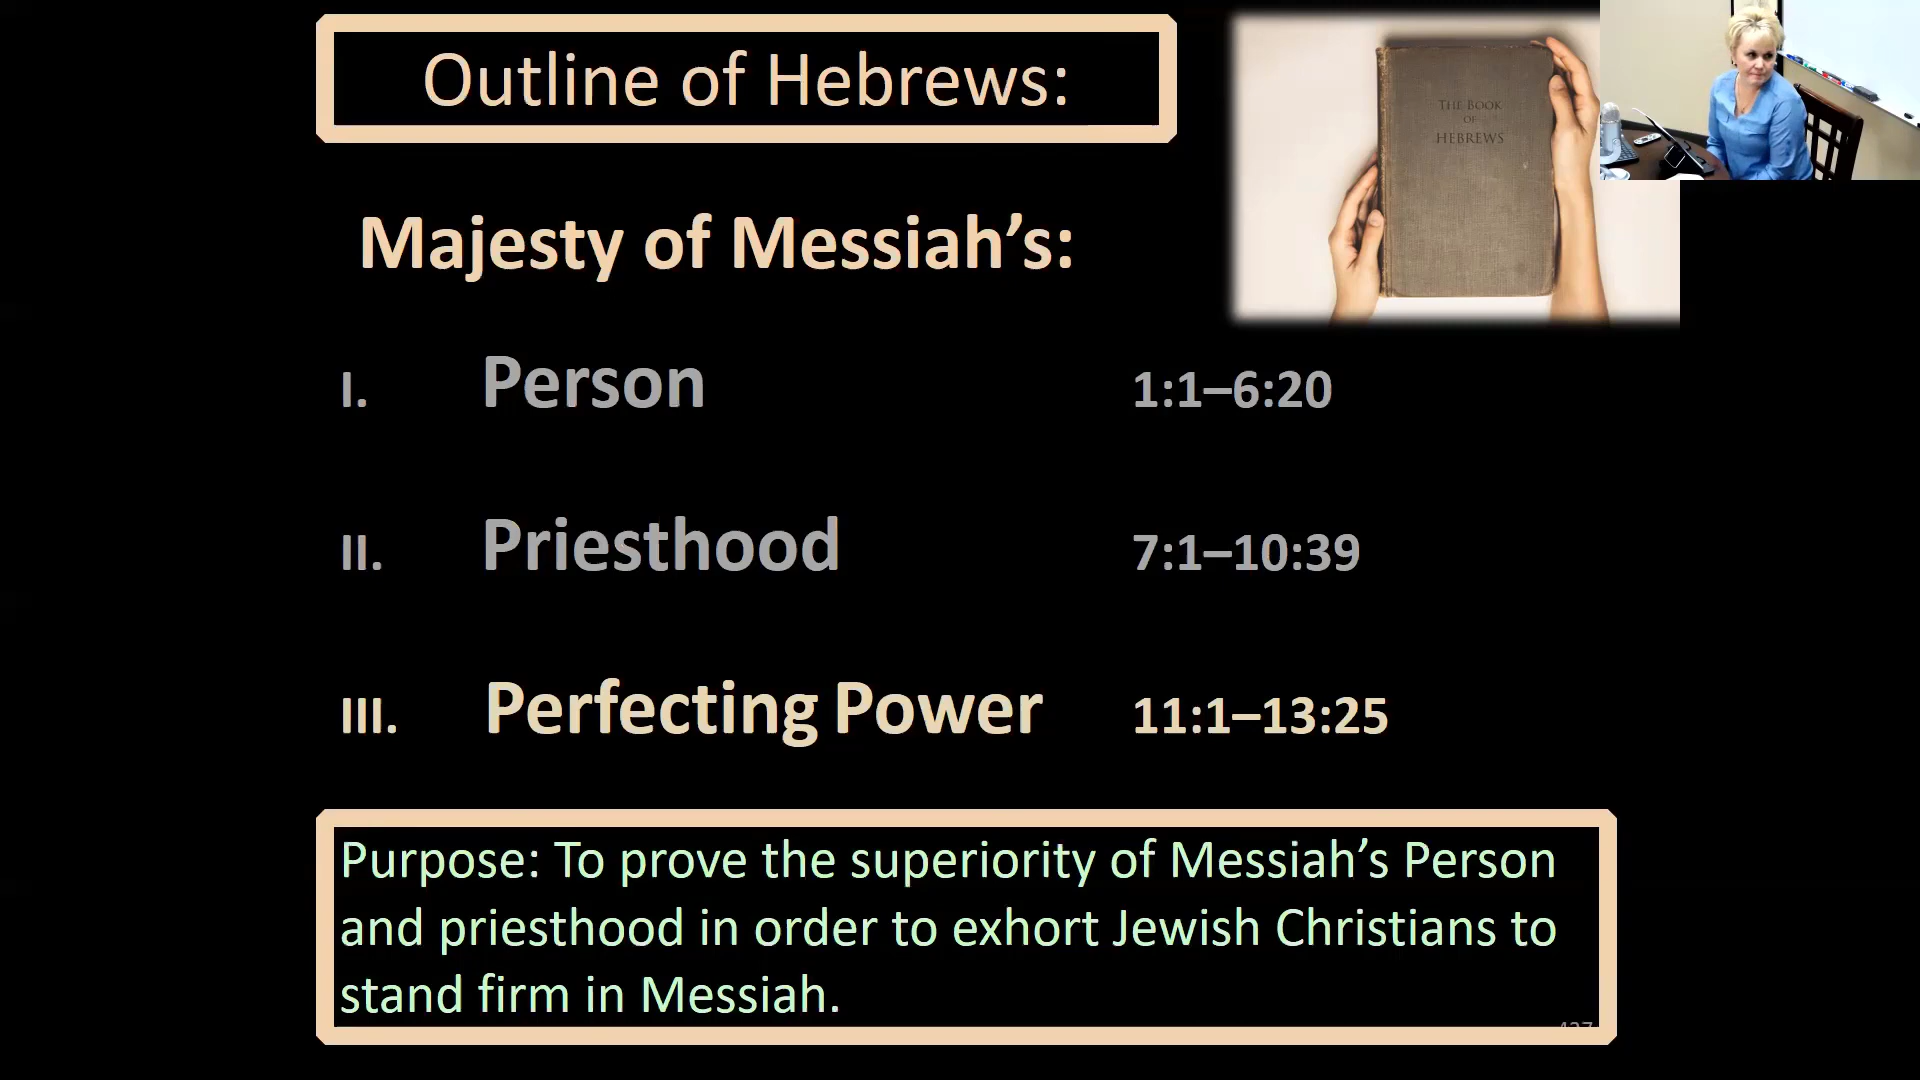 Outline of Hebrews:
THE BOOK
OF
HEBREWS
Majesty of Messiah’s:
I. Person 1:1–6:20
II. Priesthood 7:1–10:39
III. Perfecting Power 11:1–13:25
Purpose: To prove the superiority of Messiah’s Person
and priesthood in order to exhort Jewish Christians to
stand firm in Messiah.